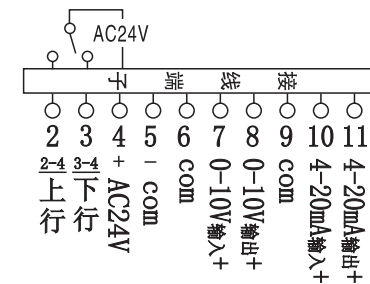 AC24V
子端线接
2 3 4 5 6 7 8 9 10 11
2-4上行
3-4下行
+ AC24V
- com
com
0-10V输入+
0-10V输出+
com
4-20mA输入+
4-20mA输出+